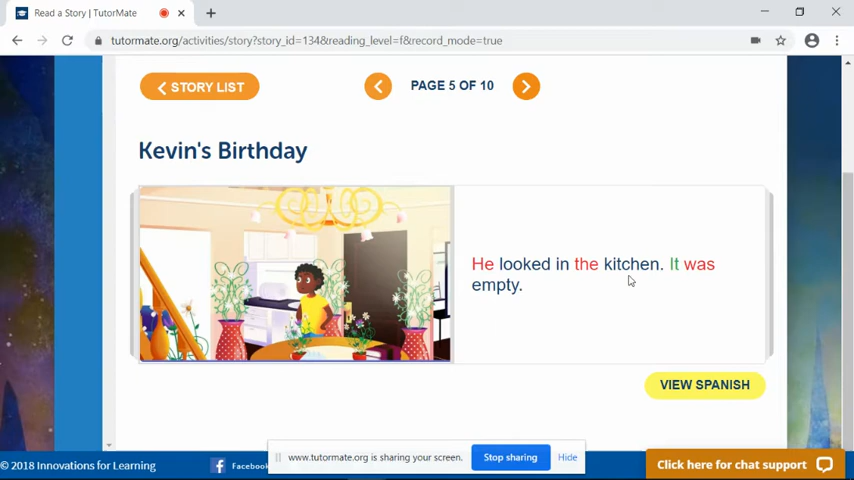 Read a Story | TutorMate
tutormate.org/activities/story?story_id=134&reading_level=f&record_mode=true
STORY LIST
PAGE 5 OF 10
Kevin's Birthday
He looked in the kitchen. It was
empty.
VIEW SPANISH
www.tutormate.org is sharing your screen.
Stop sharing
Hide
© 2018 Innovations for Learning
Facebook
Click here for chat support